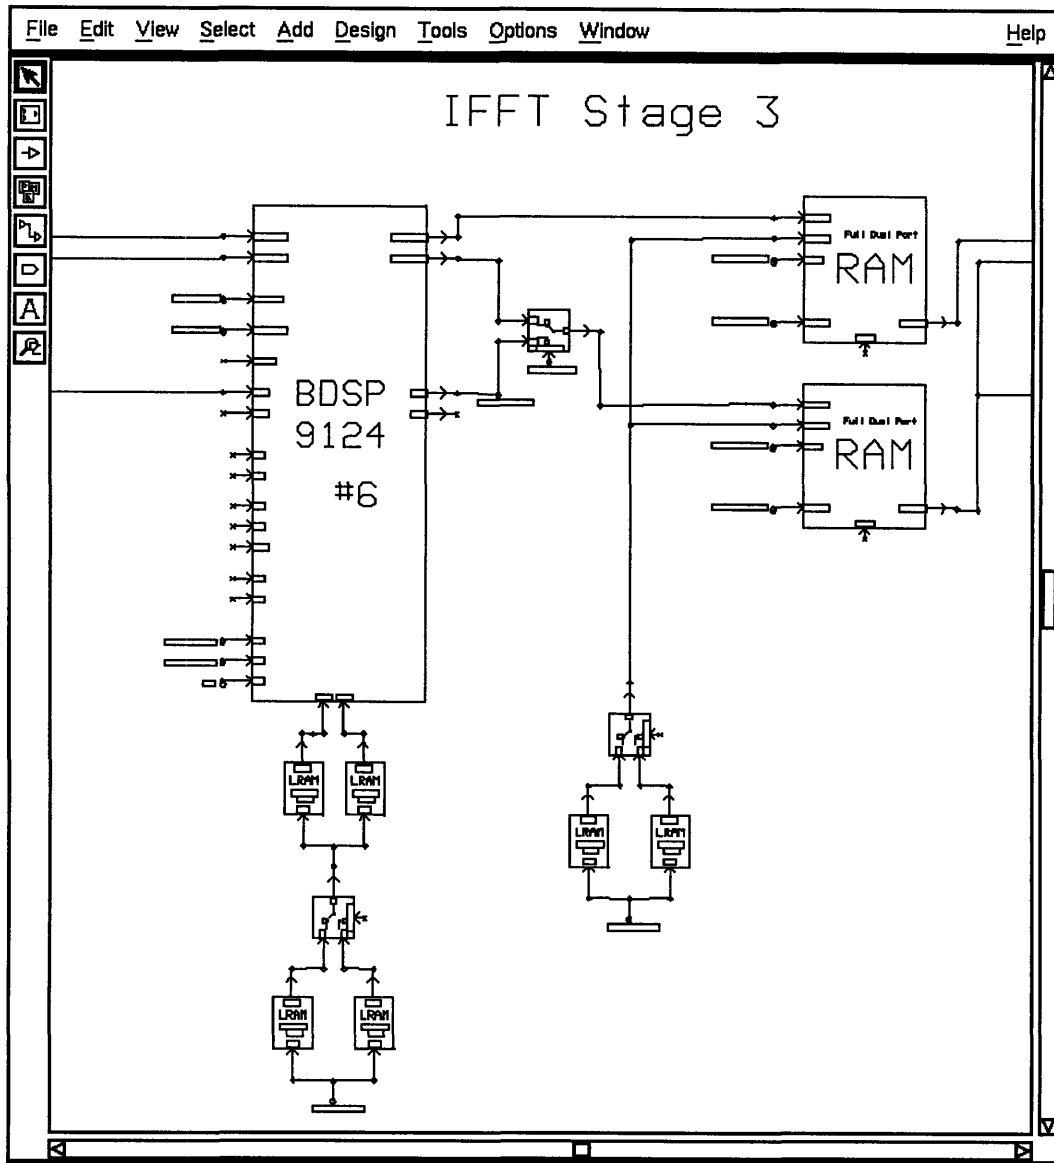 File Edit View Select Add Design Tools Options Window Help
IFFT Stage 3
A
BDSP
9124
#6
Full Dual Port
RAM
Full Dual Port
RAM
LRAM
LRAM
LRAM
LRAM
LRAM
LRAM